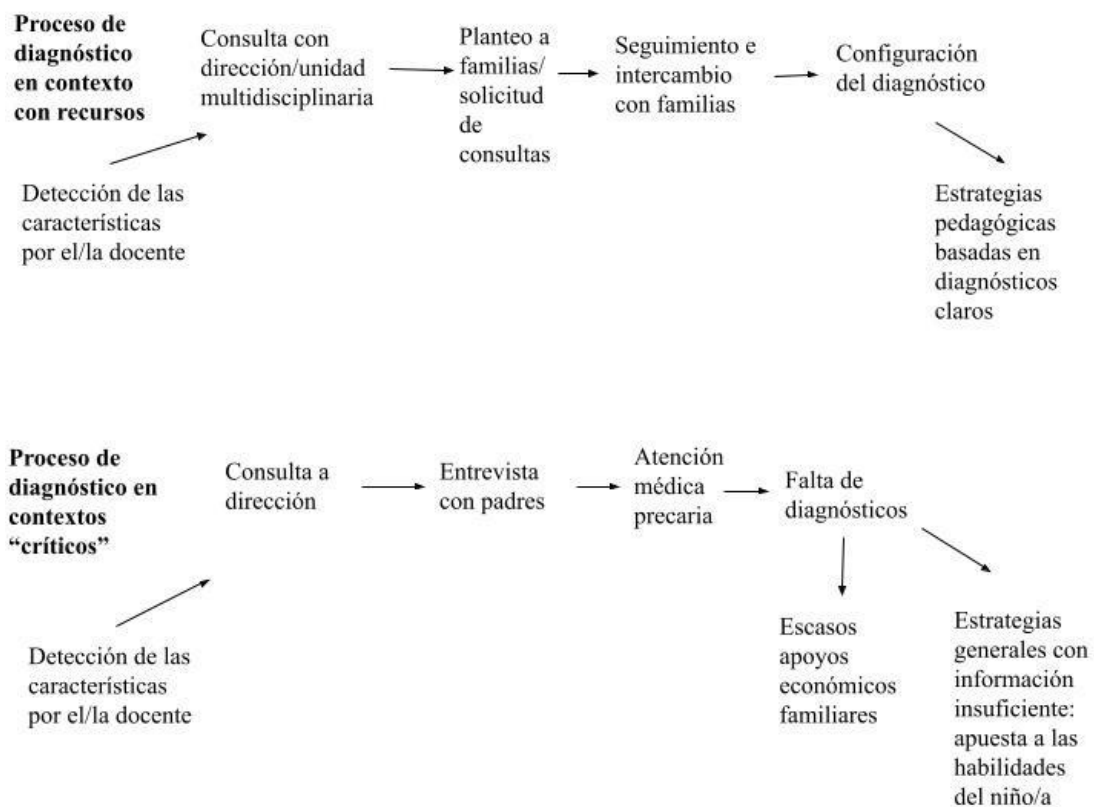 Proceso de
diagnóstico
en contexto
con recursos
Consulta con
dirección/unidad
multidisciplinaria
Planteo a
familias/
solicitud
de
consultas
Seguimiento e
intercambio
con familias
Configuración
del diagnóstico
Detección de las
características
por el/la docente
Estrategias
pedagógicas
basadas en
diagnósticos
claros
Proceso de
diagnóstico en
contextos
“críticos”
Consulta a
dirección
Entrevista
con padres
Atención
médica
precaria
Falta de
diagnósticos
Detección de las
características
por el/la docente
Escasos
apoyos
económicos
familiares
Estrategias
generales con
información
insuficiente:
apuesta a las
habilidades
del niño/a